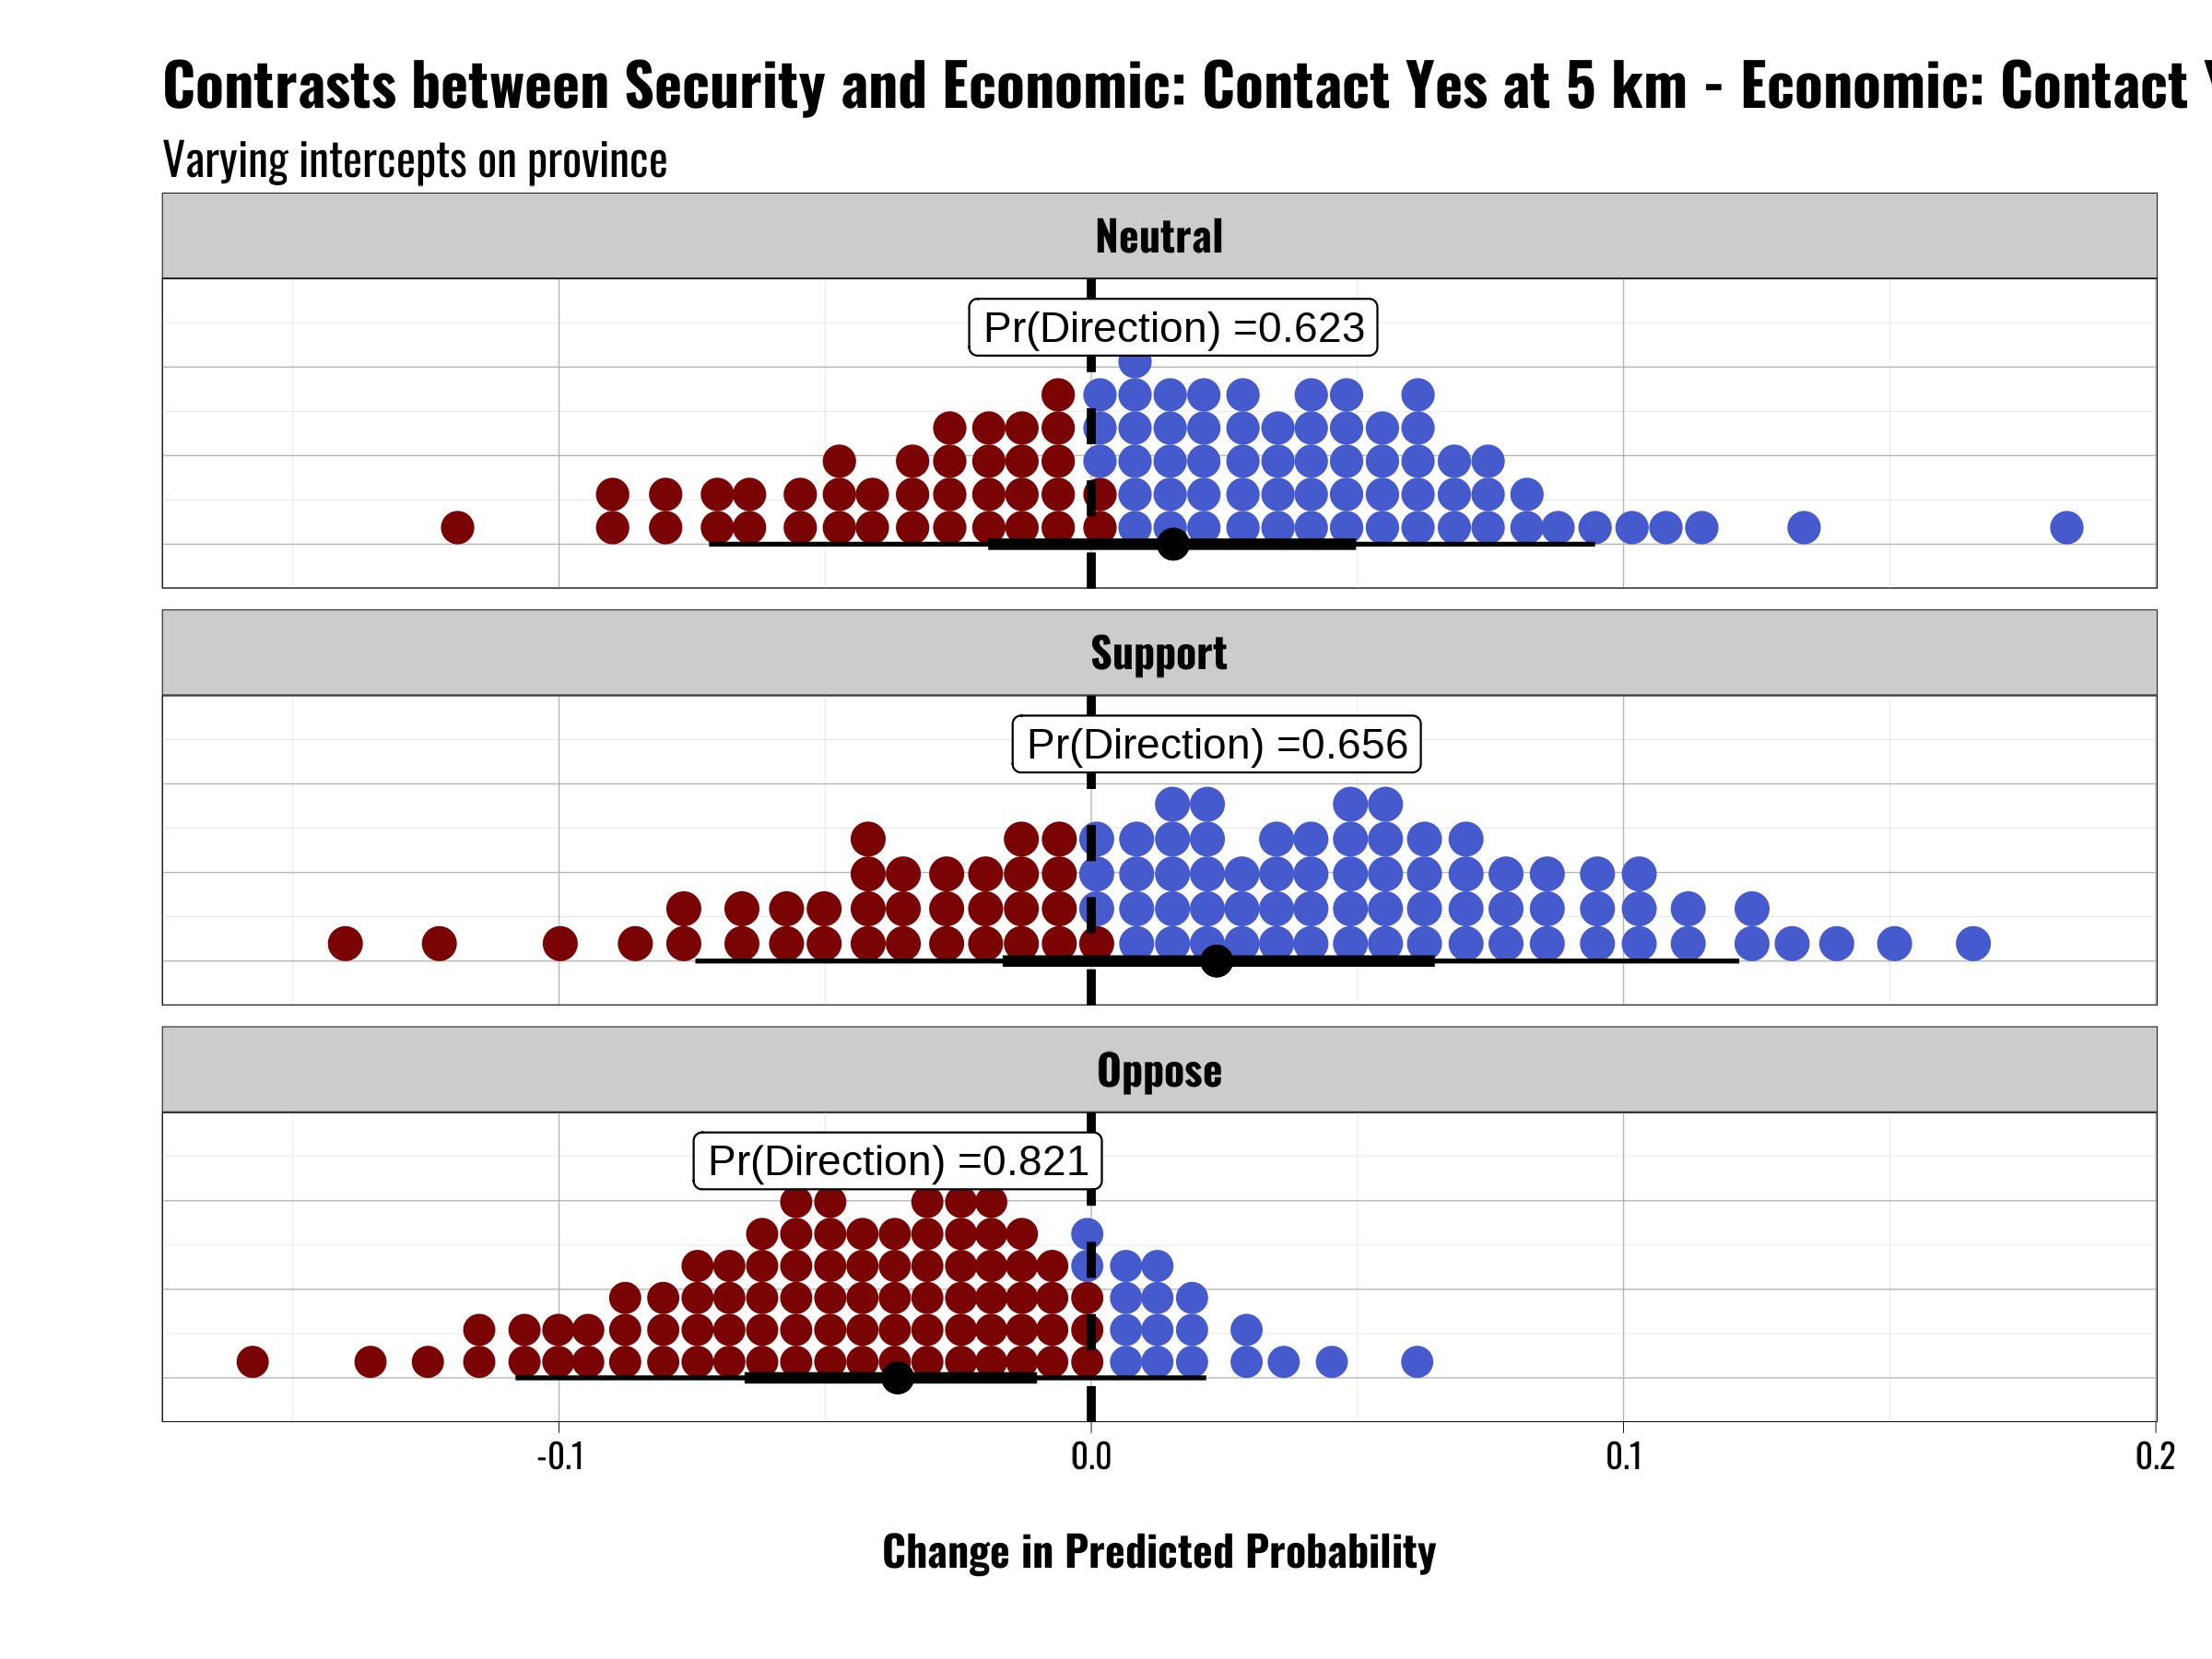 Contrasts between Security and Economic: Contact Yes at 5 km - Economic: Contact
Varying intercepts on province
Neutral
Pr(Direction) =0.623
Support
Pr(Direction) =0.656
Oppose
Pr(Direction) =0.821
-0.1 0.0 0.1 0.2
Change in Predicted Probability